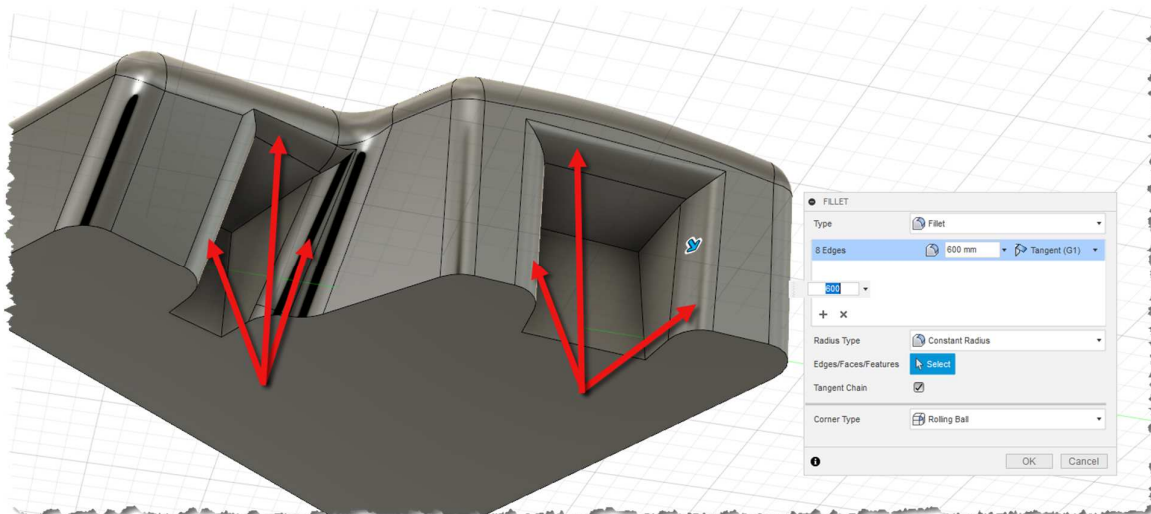 FILLET
Type Fillet
8 Edges 600 mm Tangent (G1)
600
Radius Type Constant Radius
Edges/Faces/Features Select
Tangent Chain
Corner Type Rolling Ball
OK Cancel